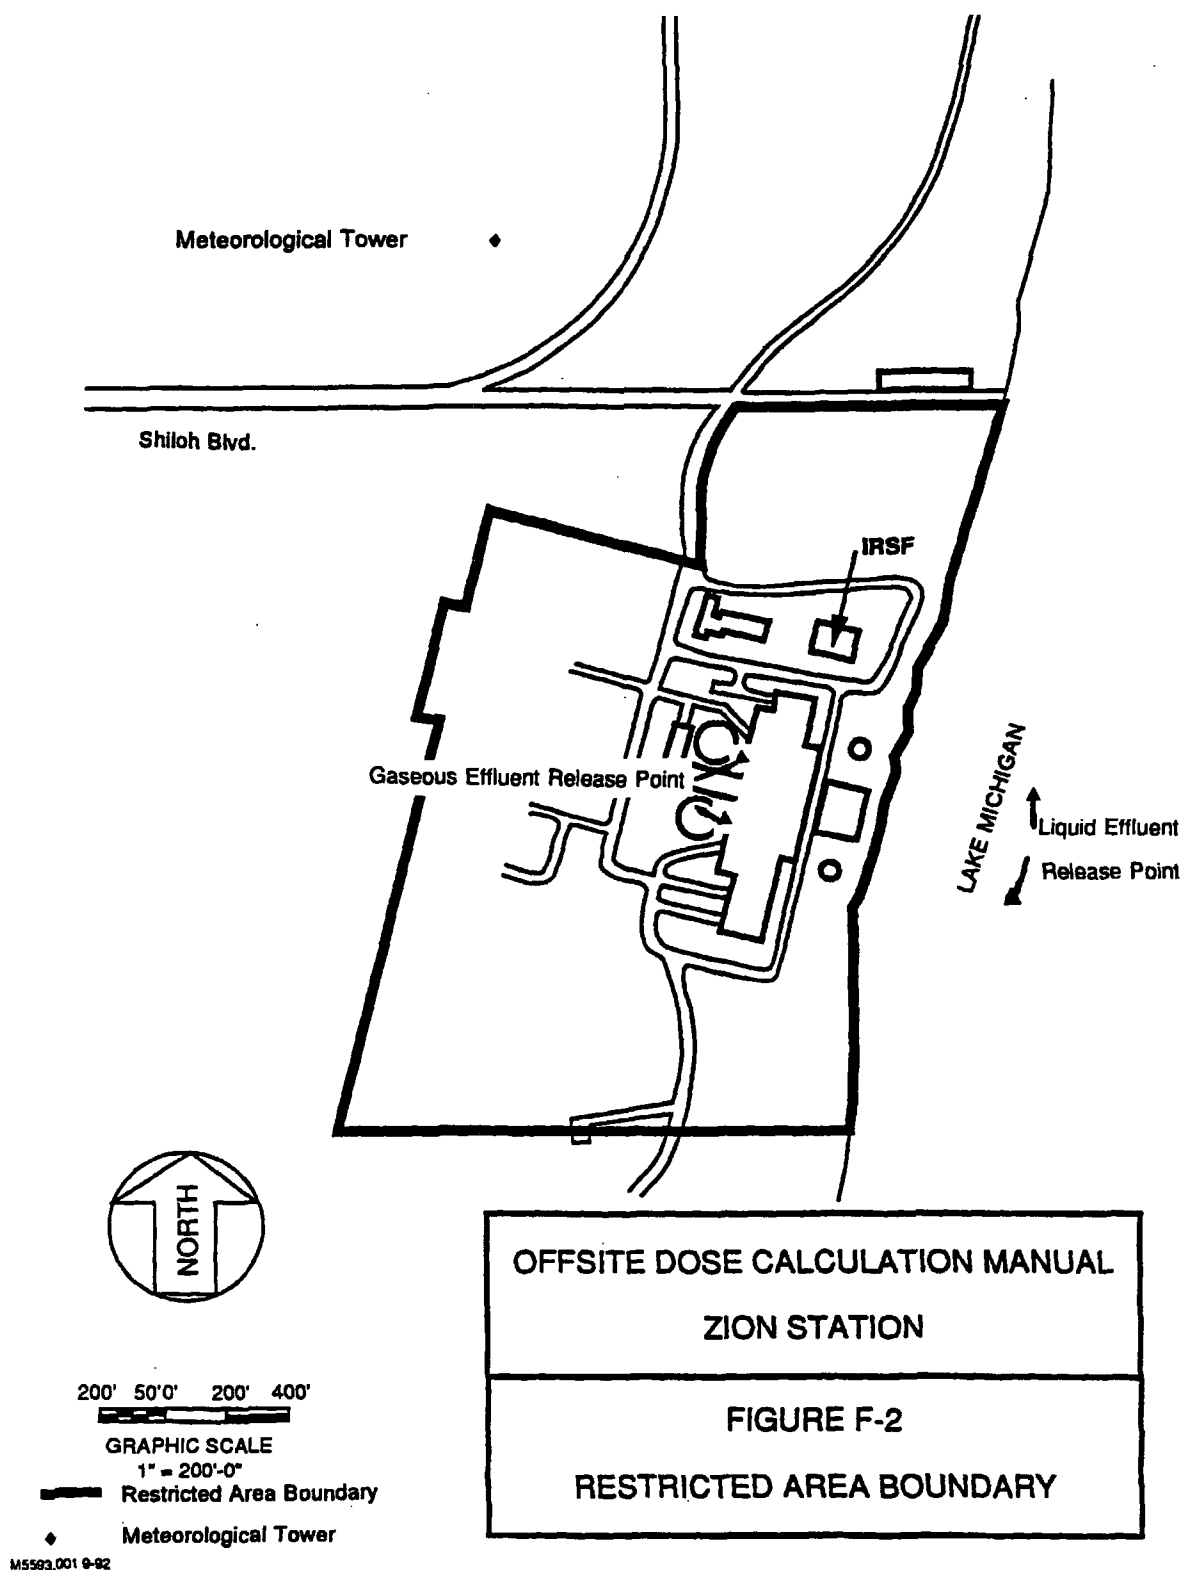 Meteorological Tower
Shiloh Blvd.
IRSF
Gaseous Effluent Release Point
LAKE MICHIGAN
Liquid Effluent
Release Point
NORTH
OFFSITE DOSE CALCULATION MANUAL
ZION STATION
FIGURE F-2
RESTRICTED AREA BOUNDARY
200' 50'0' 200' 400'
GRAPHIC SCALE
1" = 200'-0"
Restricted Area Boundary
Meteorological Tower
M5593.001 9-92